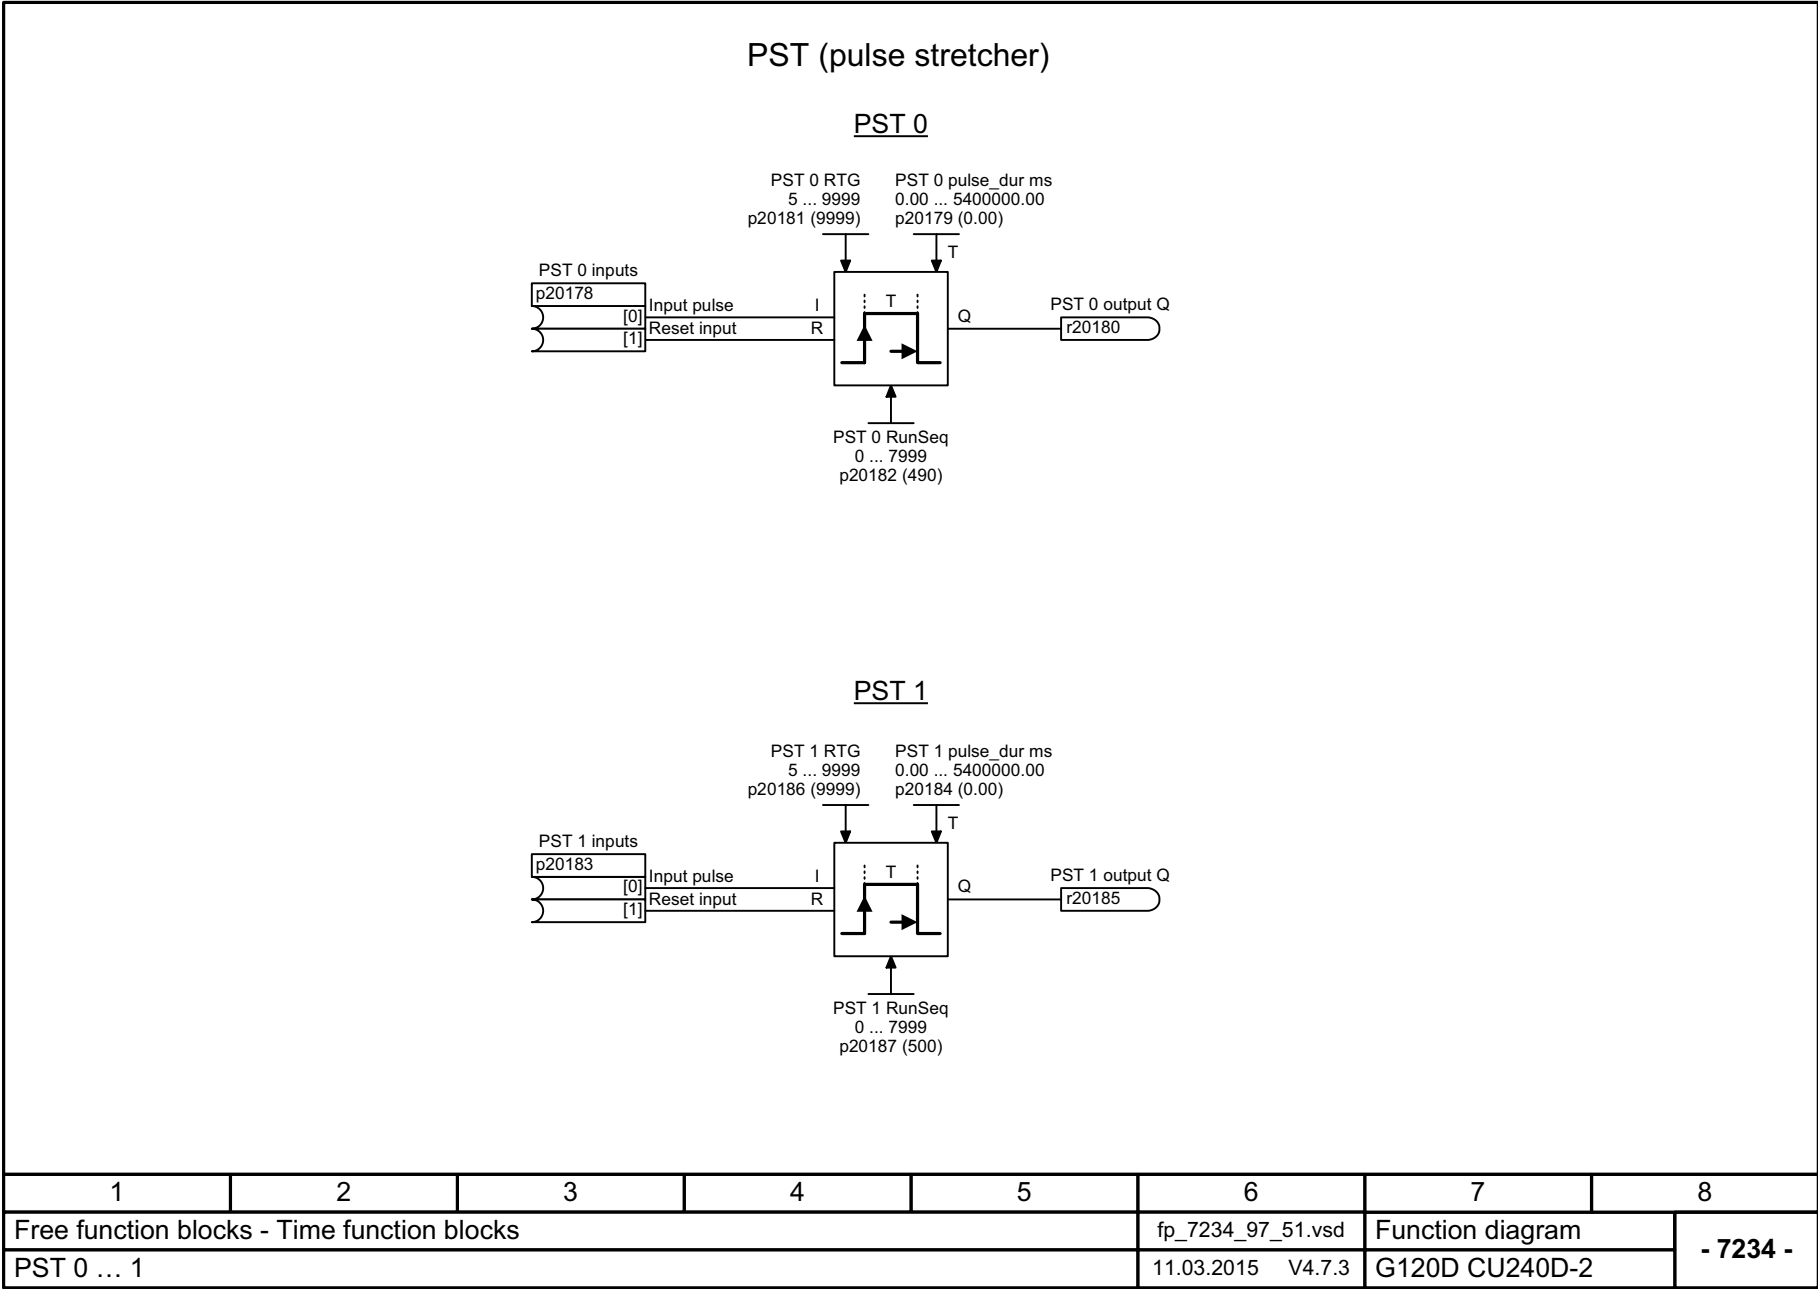 PST (pulse stretcher)
PST 0
PST 0 RTG
5 ... 9999
p20181 (9999)
PST 0 pulse_dur ms
0.00 ... 5400000.00
p20179 (0.00)
T
PST 0 inputs
p20178
[0]
[1]
Input pulse
Reset input
I
R
T
Q
PST 0 output Q
r20180
PST 0 RunSeq
0 ... 7999
p20182 (490)
PST 1
PST 1 RTG
5 ... 9999
p20186 (9999)
PST 1 pulse_dur ms
0.00 ... 5400000.00
p20184 (0.00)
T
PST 1 inputs
p20183
[0]
[1]
Input pulse
Reset input
I
R
T
Q
PST 1 output Q
r20185
PST 1 RunSeq
0 ... 7999
p20187 (500)
1 2 3 4 5 6 7 8
Free function blocks - Time function blocks
fp_7234_97_51.vsd
Function diagram
- 7234 -
PST 0 … 1
11.03.2015 V4.7.3
G120D CU240D-2